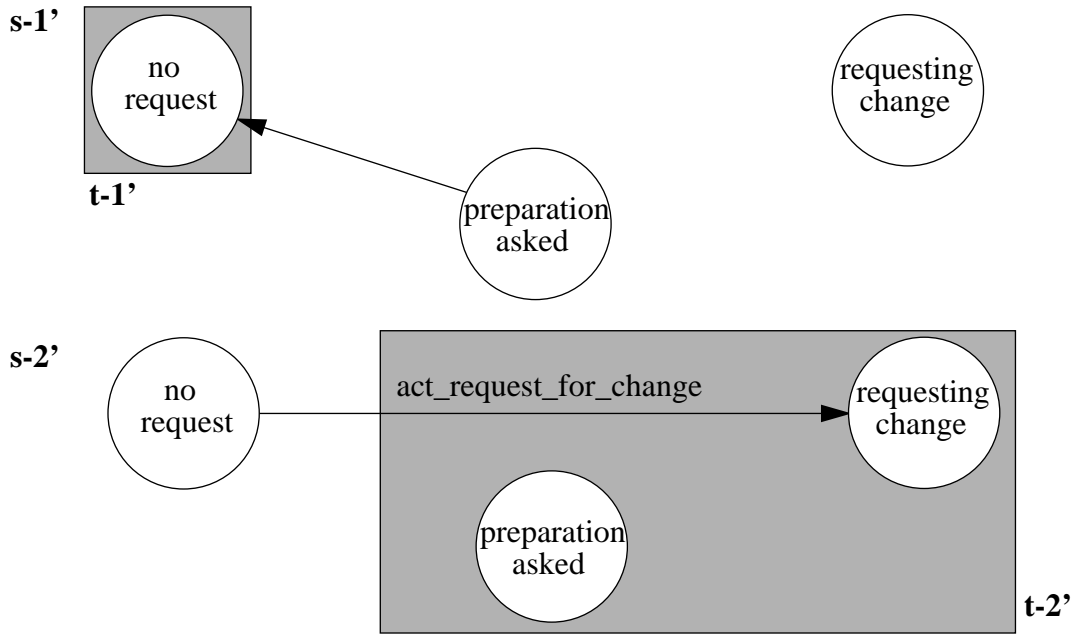 s-1’
no
request
requesting
change
t-1’
preparation
asked
s-2’
no
request
act_request_for_change
requesting
change
preparation
asked
t-2’